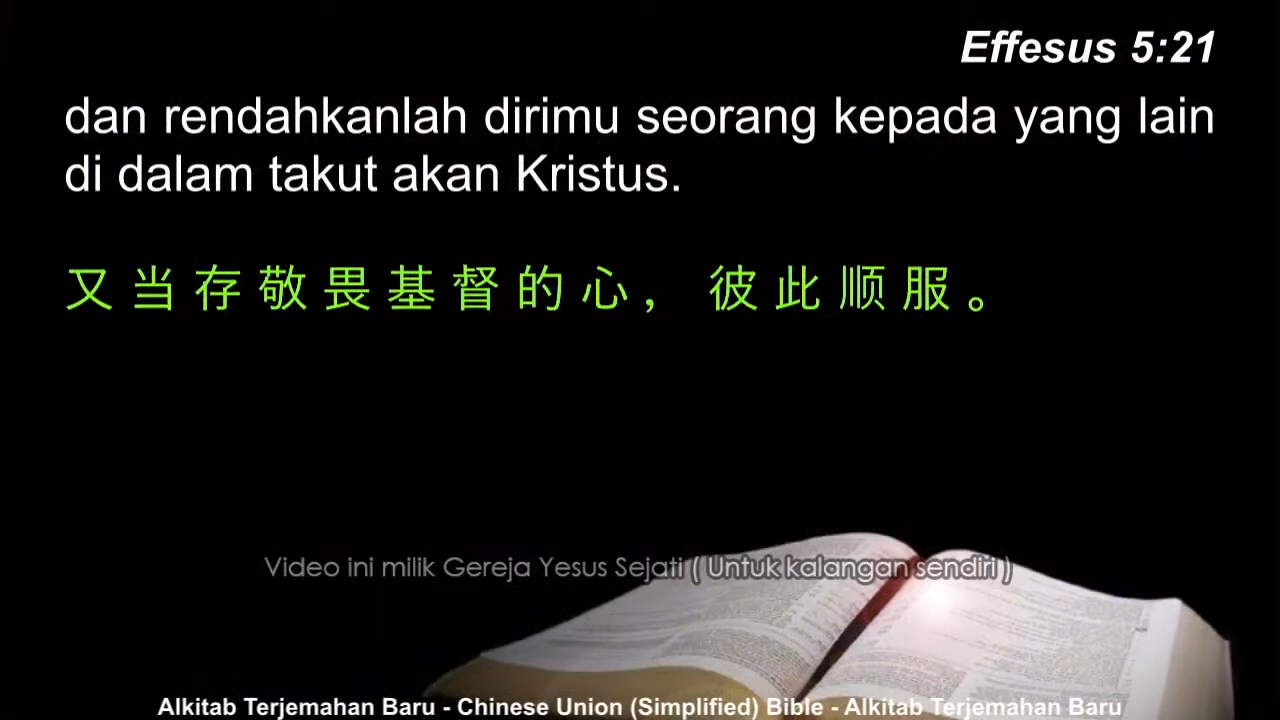 Effesus 5:21
dan rendahkanlah dirimu seorang kepada yang lain
di dalam takut akan Kristus.
又当存敬畏基督的心，彼此顺服。
Video ini milik Gereja Yesus Sejati ( Untuk kalangan sendiri )
Alkitab Terjemahan Baru - Chinese Union (Simplified) Bible - Alkitab Terjemahan Baru